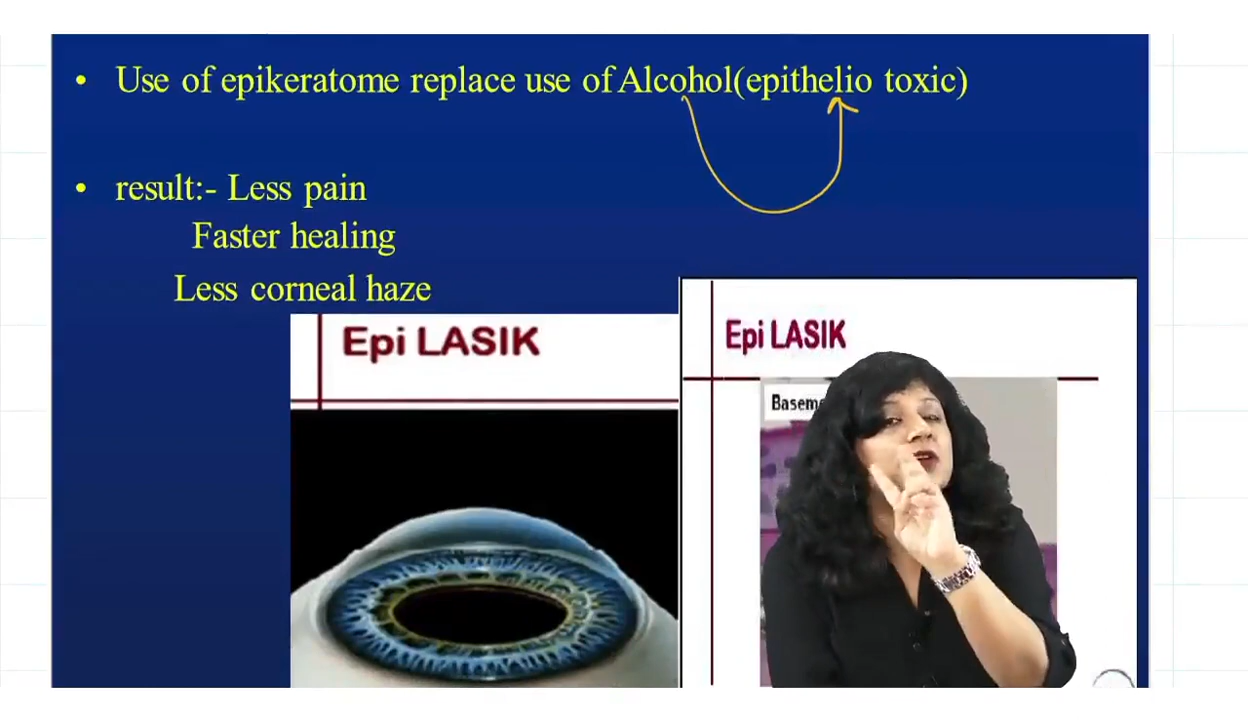 • Use of epikeratome replace use of Alcohol(epithelio toxic)
• result:- Less pain
Faster healing
Less corneal haze
Epi LASIK
Epi LASIK